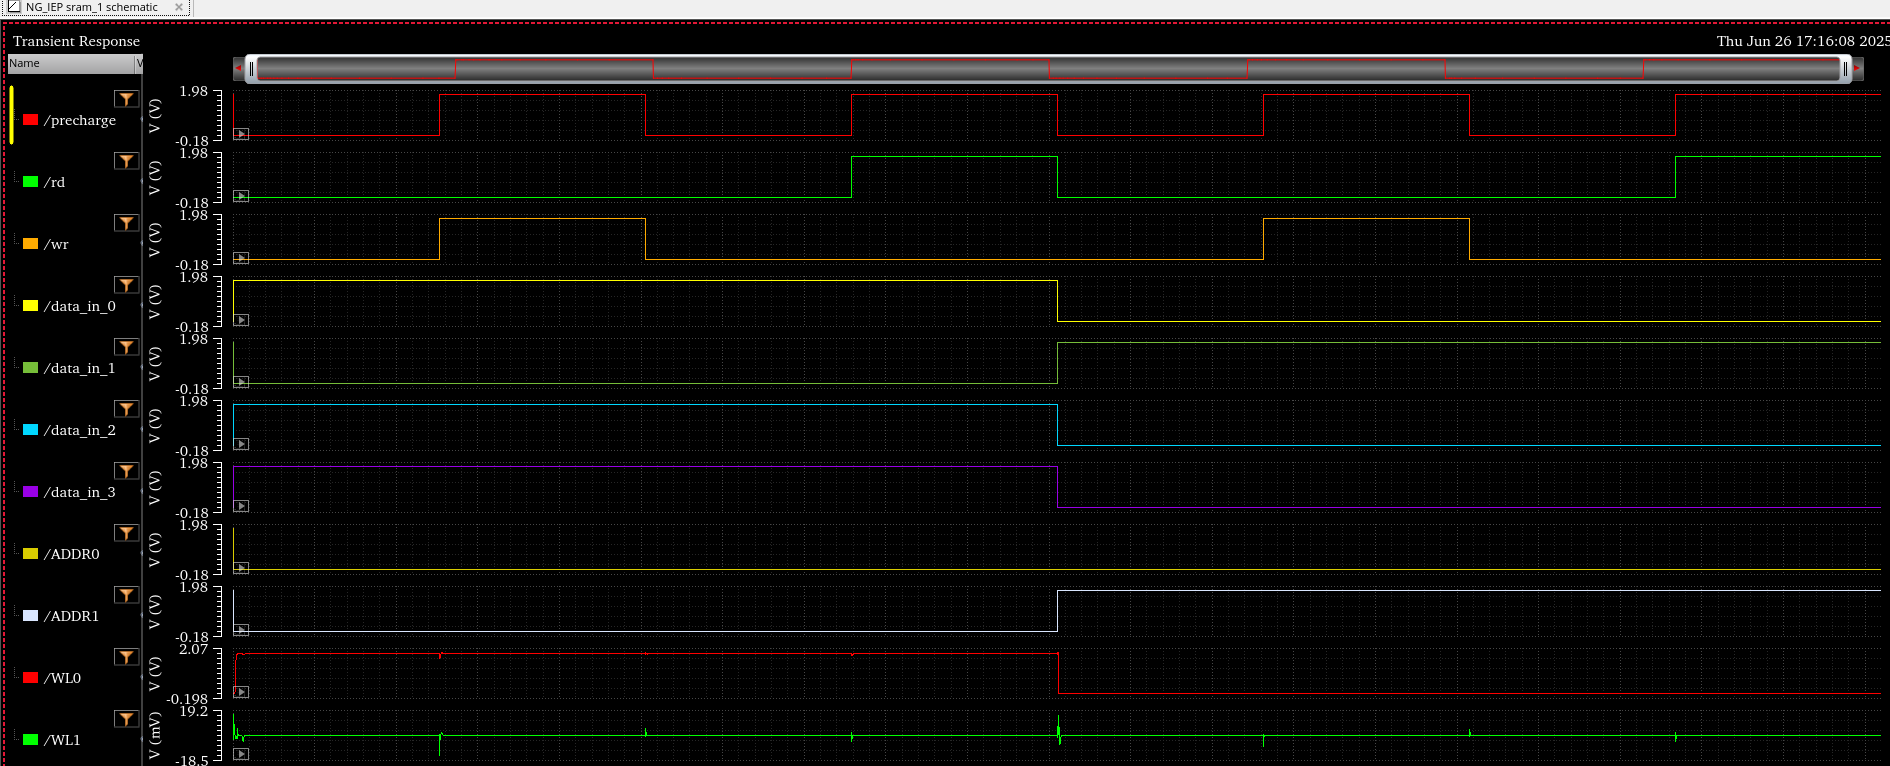 NG_IEP sram_1 schematic
Transient Response
Thu Jun 26 17:16:08 2025
Name
V
/precharge
V (V)
1.98
-0.18
/rd
V (V)
1.98
-0.18
/wr
V (V)
1.98
-0.18
/data_in_0
V (V)
1.98
-0.18
/data_in_1
V (V)
1.98
-0.18
/data_in_2
V (V)
1.98
-0.18
/data_in_3
V (V)
1.98
-0.18
/ADDR0
V (V)
1.98
-0.18
/ADDR1
V (V)
1.98
-0.18
/WL0
V (V)
2.07
-0.198
/WL1
V (mV)
19.2
-18.5